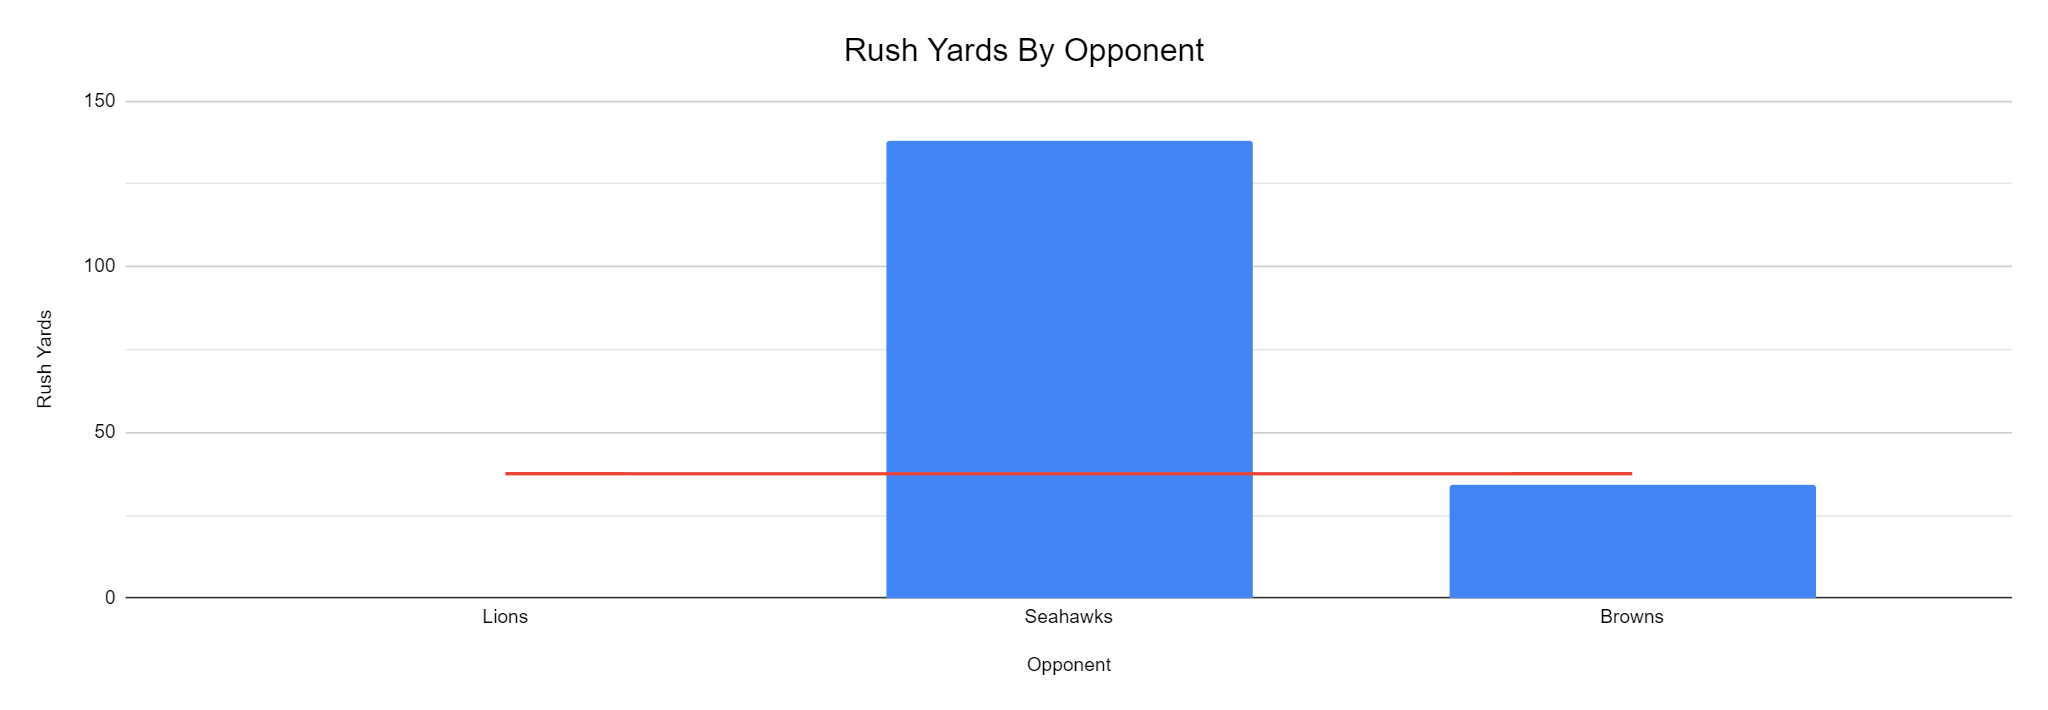 Rush Yards By Opponent
150
100
50
0
Rush Yards
Lions
Seahawks
Browns
Opponent